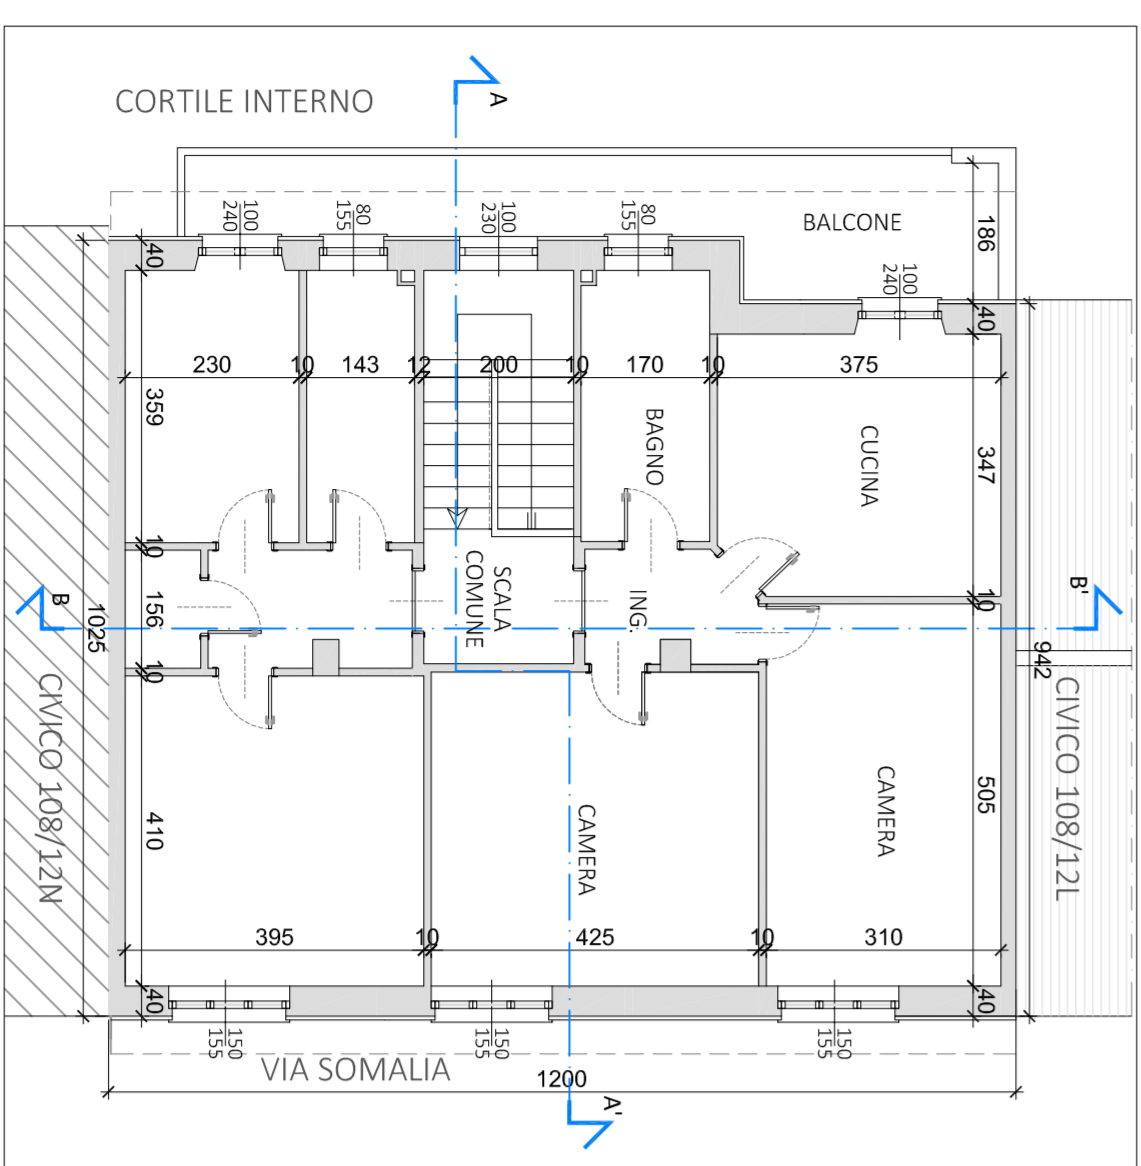 A
CORTILE INTERNO
BALCONE
186
100
240
80
155
100
230
80
155
100
240
40
40
230
10
143
12
200
10
170
10
375
359
BAGNO
CUCINA
347
10
156
10
SCALA
COMUNE
ING.
10
B
B'
1025
942
CIVICO 108/12N
CIVICO 108/12L
410
CAMERA
CAMERA
505
395
10
425
10
310
40
40
150
155
150
155
150
155
VIA SOMALIA
1200
A'